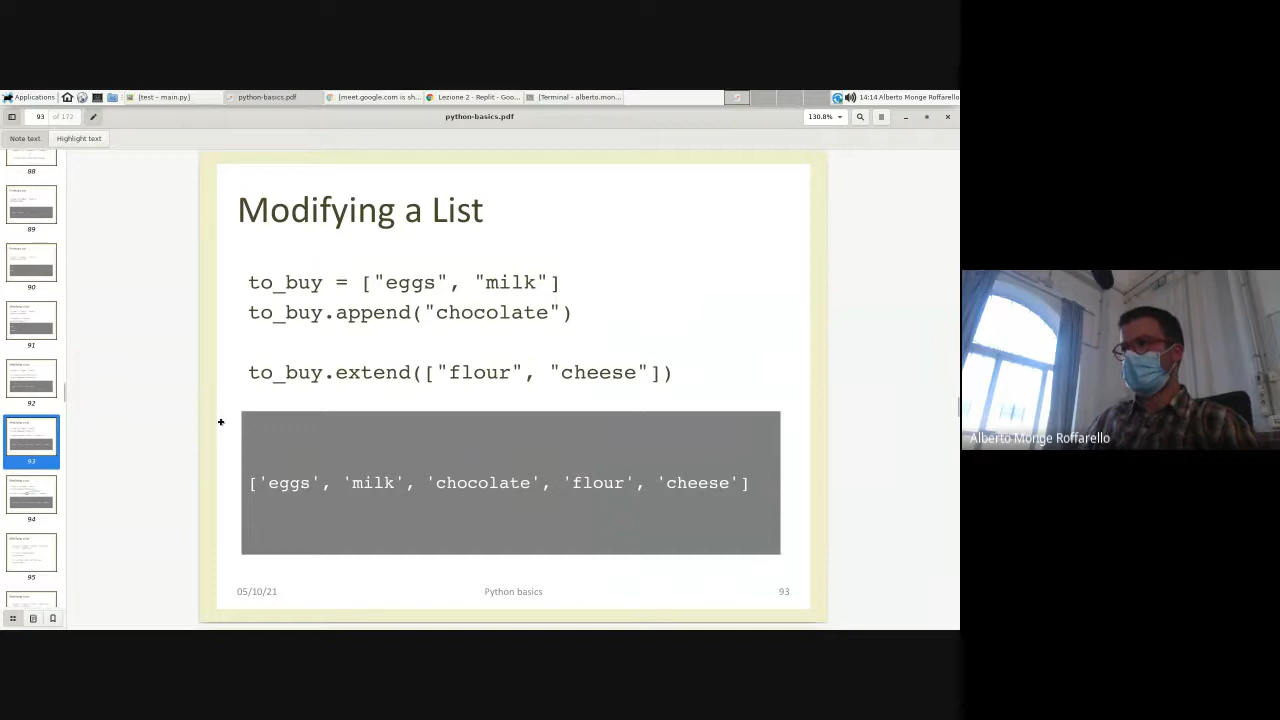 Applications
[test – main.py]
python-basics.pdf
[meet.google.com is sh...
Lezione 2 - Replit - Goo...
[Terminal - alberto.mon...
14:14 Alberto Monge Roffarello
93 of 172
python-basics.pdf
130.8%
Note text
Highlight text
88
89
90
91
92
93
94
95
Modifying a List
to_buy = ["eggs", "milk"]
to_buy.append("chocolate")
to_buy.extend(["flour", "cheese"])
['eggs', 'milk', 'chocolate', 'flour', 'cheese']
05/10/21
Python basics
93
Alberto Monge Roffarello